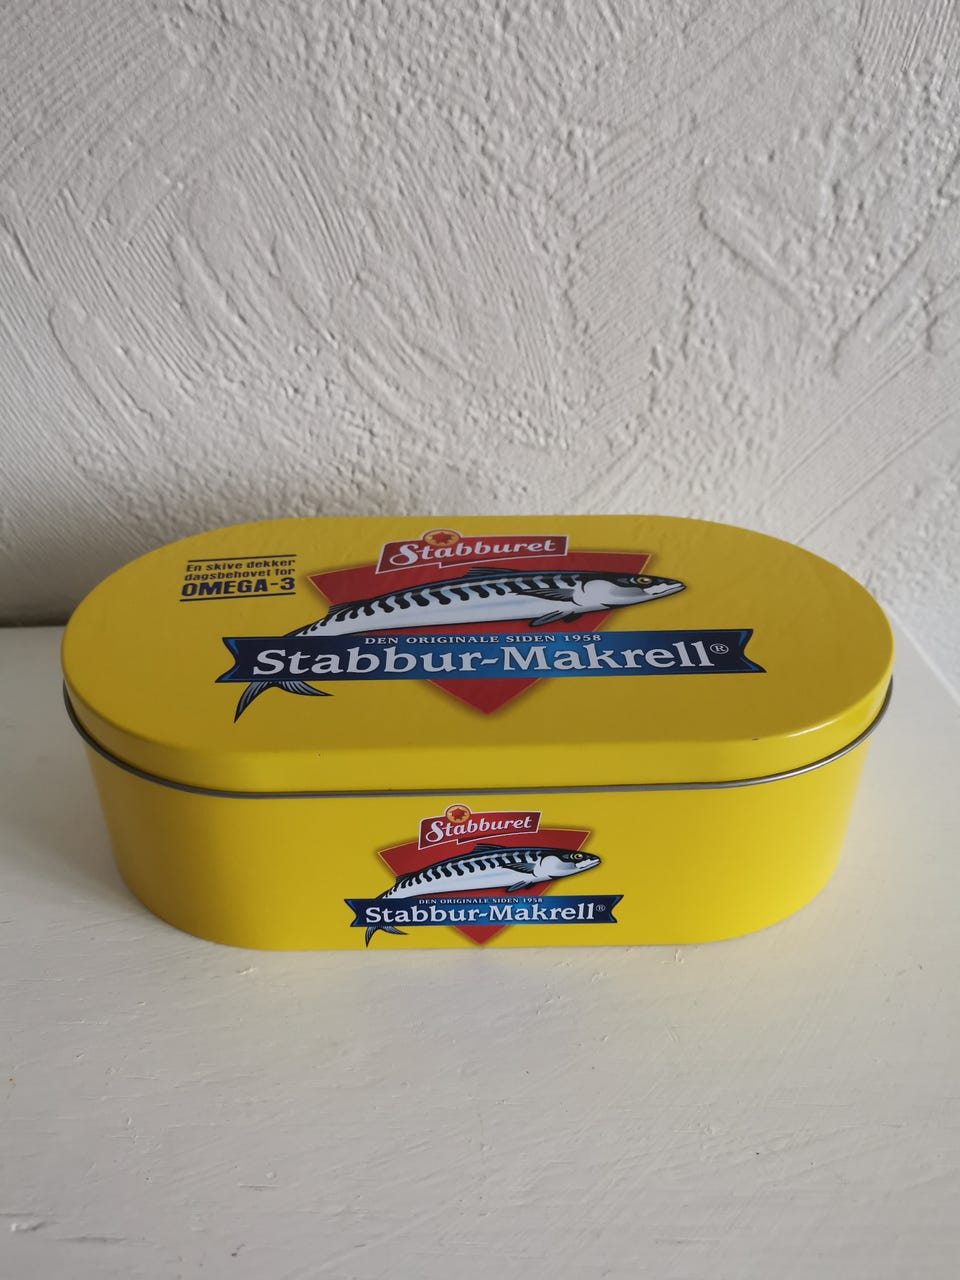 Stabburet
En skive dekker
dagsbehovet for
OMEGA-3
DEN ORIGINALE SIDEN 1958
Stabbur-Makrell®
Stabburet
DEN ORIGINALE SIDEN 1958
Stabbur-Makrell®